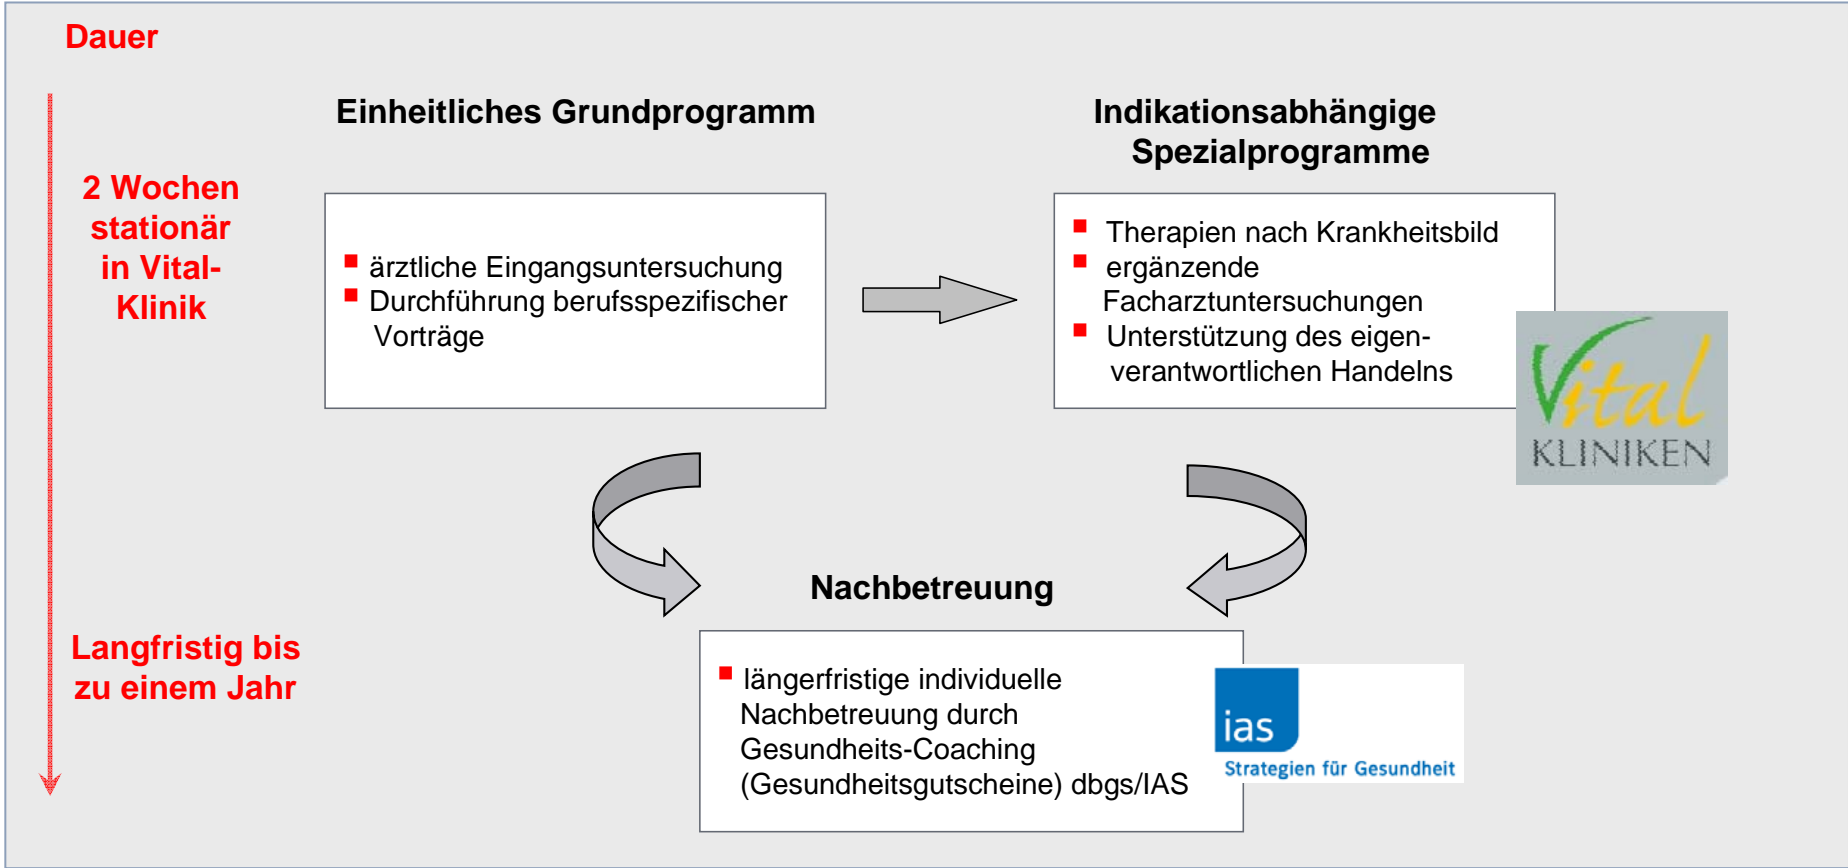 Dauer
Einheitliches Grundprogramm
Indikationsabhängige
Spezialprogramme
2 Wochen
stationär
in Vital-
Klinik
ärztliche Eingangsuntersuchung
Durchführung berufsspezifischer
Vorträge
Therapien nach Krankheitsbild
ergänzende
Facharztuntersuchungen
Unterstützung des eigen-
verantwortlichen Handelns
Vital
KLINIKEN
Nachbetreuung
Langfristig bis
zu einem Jahr
längerfristige individuelle
Nachbetreuung durch
Gesundheits-Coaching
(Gesundheitsgutscheine) dbgs/IAS
ias
Strategien für Gesundheit